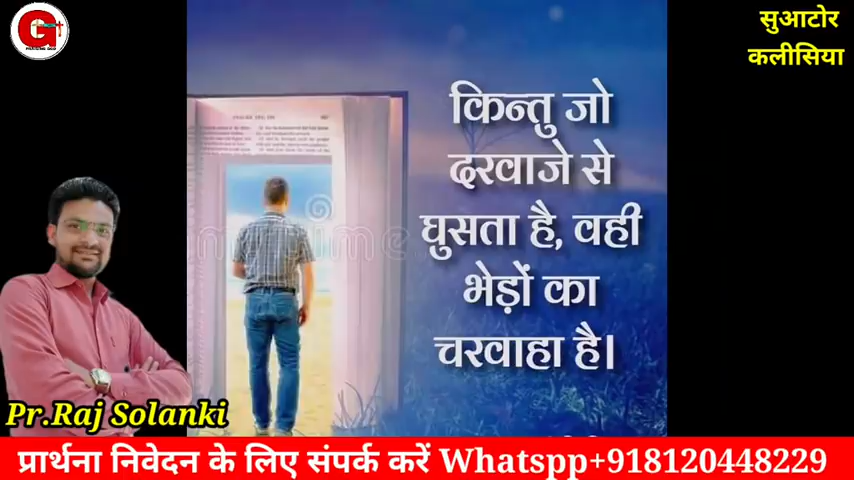 सुआटोर
कलीसिया
किन्तु जो
दरवाजे से
घुसता है, वही
भेड़ों का
चरवाहा है।
Pr.Raj Solanki
प्रार्थना निवेदन के लिए संपर्क करें Whatspp+918120448229